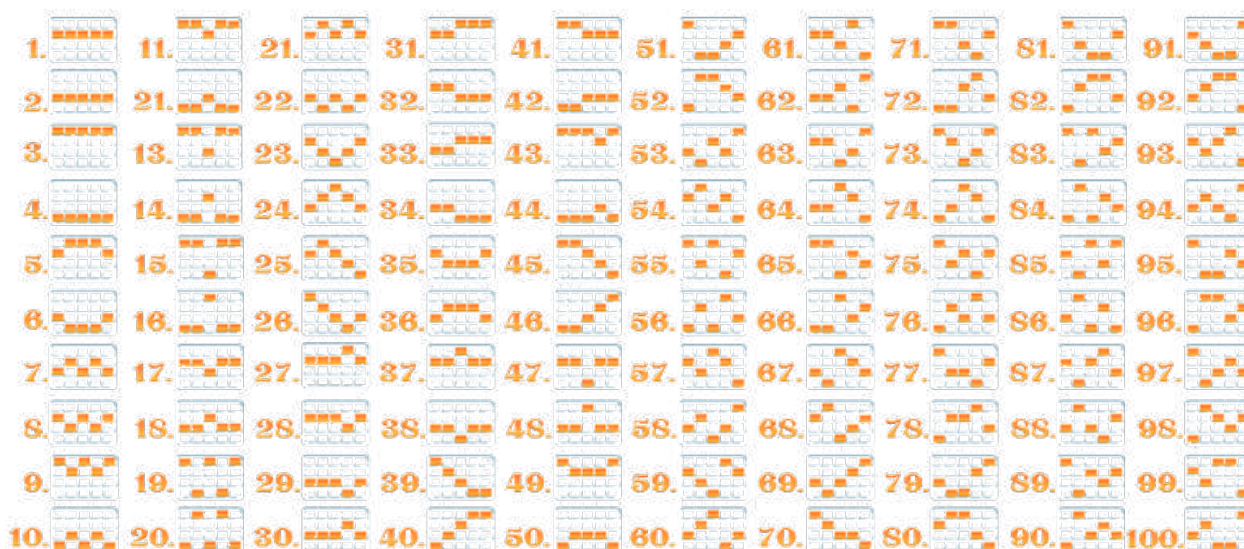 1. 11. 21. 31. 41. 51. 61. 71. 81. 91.
2. 21. 22. 32. 42. 52. 62. 72. 82. 92.
3. 13. 23. 33. 43. 53. 63. 73. 83. 93.
4. 14. 24. 34. 44. 54. 64. 74. 84. 94.
5. 15. 25. 35. 45. 55. 65. 75. 85. 95.
6. 16. 26. 36. 46. 56. 66. 76. 86. 96.
7. 17. 27. 37. 47. 57. 67. 77. 87. 97.
8. 18. 28. 38. 48. 58. 68. 78. 88. 98.
9. 19. 29. 39. 49. 59. 69. 79. 89. 99.
10. 20. 30. 40. 50. 60. 70. 80. 90. 100.